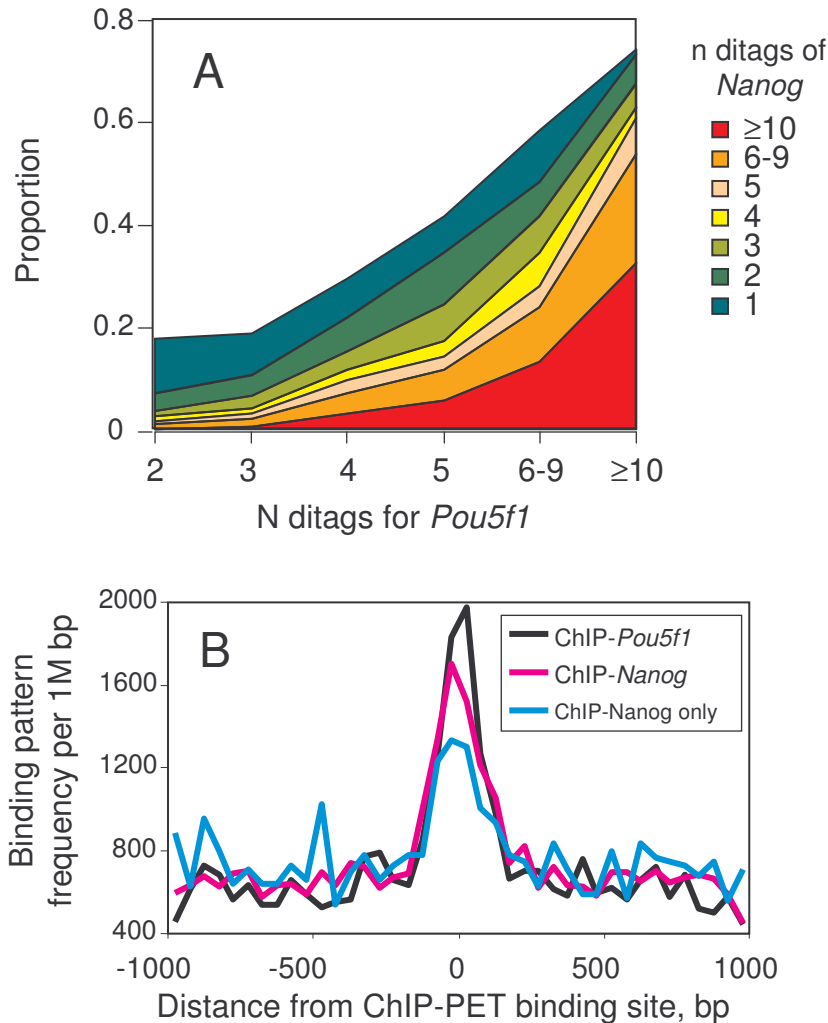 A
0.8
0.6
0.4
0.2
0
Proportion
2 3 4 5 6-9 ≥10
N ditags for Pou5f1
n ditags of
Nanog
≥10
6-9
5
4
3
2
1
B
2000
1600
1200
800
400
Binding pattern
frequency per 1M bp
ChIP-Pou5f1
ChIP-Nanog
ChIP-Nanog only
-1000 -500 0 500 1000
Distance from ChIP-PET binding site, bp